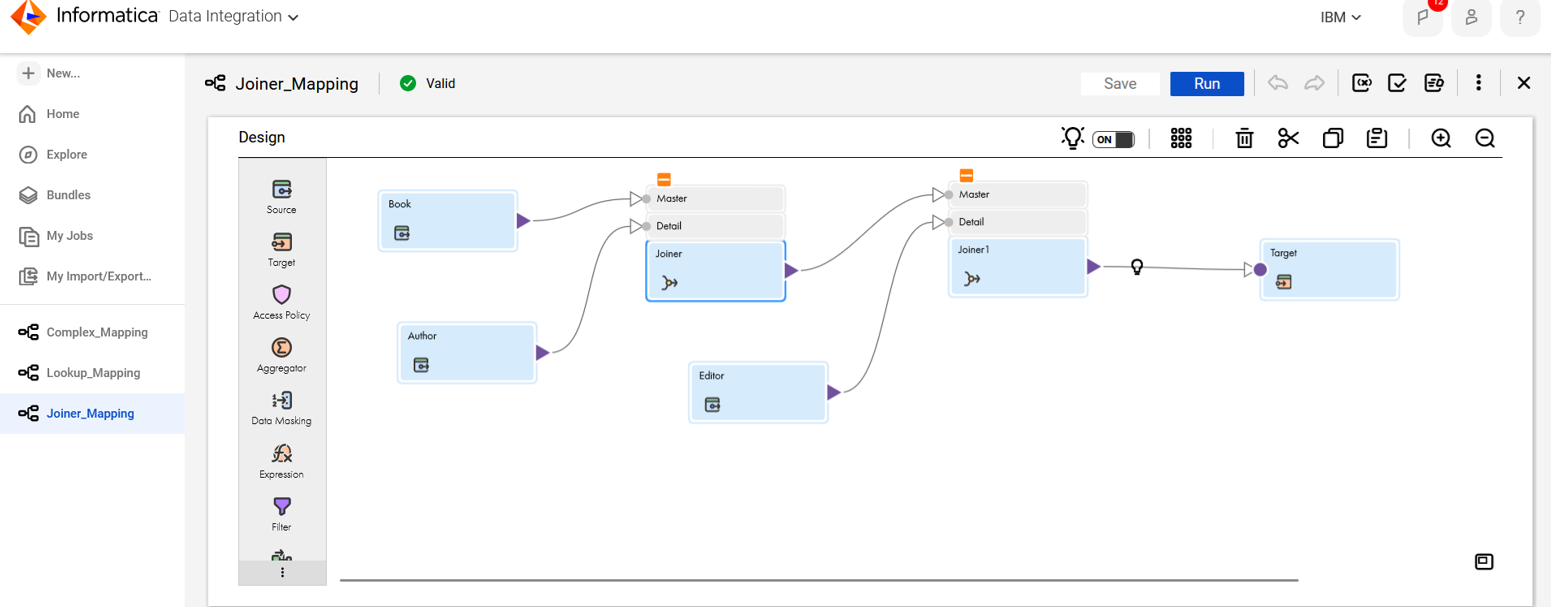 Informatica Data Integration
IBM
12
?
New...
Home
Explore
Bundles
My Jobs
My Import/Export...
Complex_Mapping
Lookup_Mapping
Joiner_Mapping
Joiner_Mapping
Valid
Save
Run
Design
ON
Source
Target
Access Policy
Aggregator
Data Masking
Expression
Filter
Book
Author
Master
Detail
Joiner
Editor
Master
Detail
Joiner1
Target